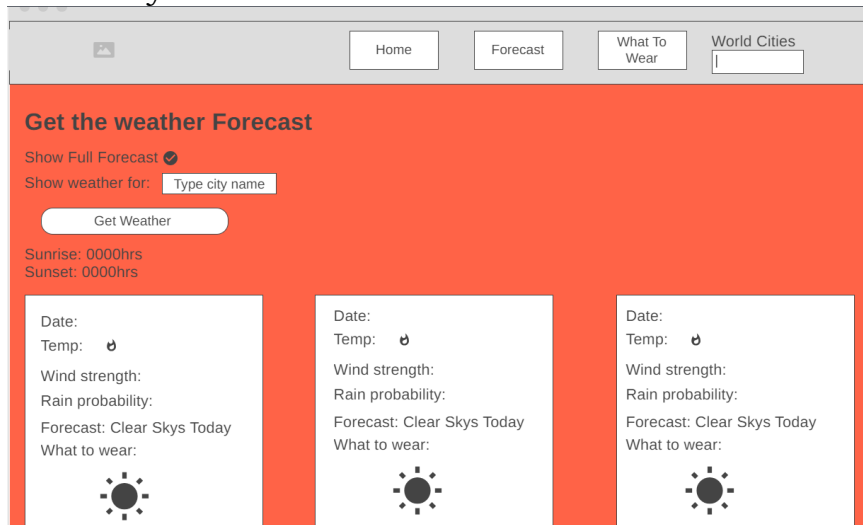 Home
Forecast
What To
Wear
World Cities
Get the weather Forecast
Show Full Forecast
Show weather for: Type city name
Get Weather
Sunrise: 0000hrs
Sunset: 0000hrs
Date:
Temp:
Wind strength:
Rain probability:
Forecast: Clear Skys Today
What to wear:
Date:
Temp:
Wind strength:
Rain probability:
Forecast: Clear Skys Today
What to wear:
Date:
Temp:
Wind strength:
Rain probability:
Forecast: Clear Skys Today
What to wear: